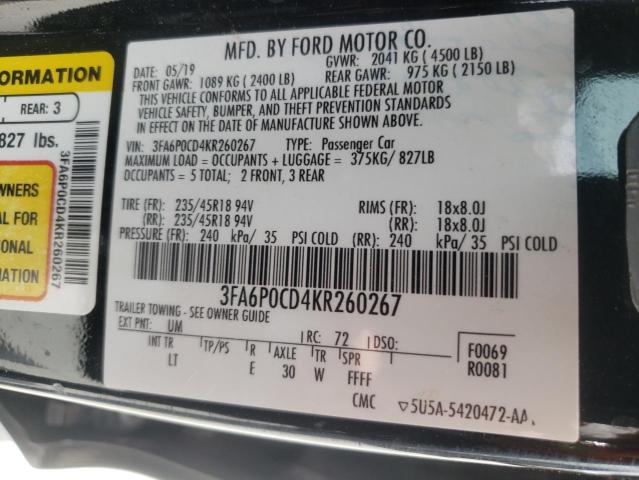 ORMATION
REAR: 3
827 lbs.
WNERS
AL FOR
ONAL
MATION
3FA6P0CD4KR260267
MFD. BY FORD MOTOR CO.
DATE: 05/19 GVWR: 2041 KG ( 4500 LB)
FRONT GAWR: 1089 KG ( 2400 LB) REAR GAWR: 975 KG ( 2150 LB)
THIS VEHICLE CONFORMS TO ALL APPLICABLE FEDERAL MOTOR
VEHICLE SAFETY, BUMPER, AND THEFT PREVENTION STANDARDS
IN EFFECT ON THE DATE OF MANUFACTURE SHOWN ABOVE.
VIN: 3FA6P0CD4KR260267 TYPE: Passenger Car
MAXIMUM LOAD = OCCUPANTS + LUGGAGE = 375KG/ 827LB
OCCUPANTS = 5 TOTAL; 2 FRONT, 3 REAR
TIRE (FR): 235/45R18 94V RIMS (FR): 18x8.0J
(RR): 235/45R18 94V (RR): 18x8.0J
PRESSURE (FR): 240 kPa/ 35 PSI COLD (RR): 240 kPa/ 35 PSI COLD
3FA6P0CD4KR260267
TRAILER TOWING - SEE OWNER GUIDE
EXT PNT: UM RC: 72 DSO: F0069
INT TR TP/PS R AXLE TR SPR R0081
LT E 30 W FFFF
CMC ▽5U5A-5420472-AA